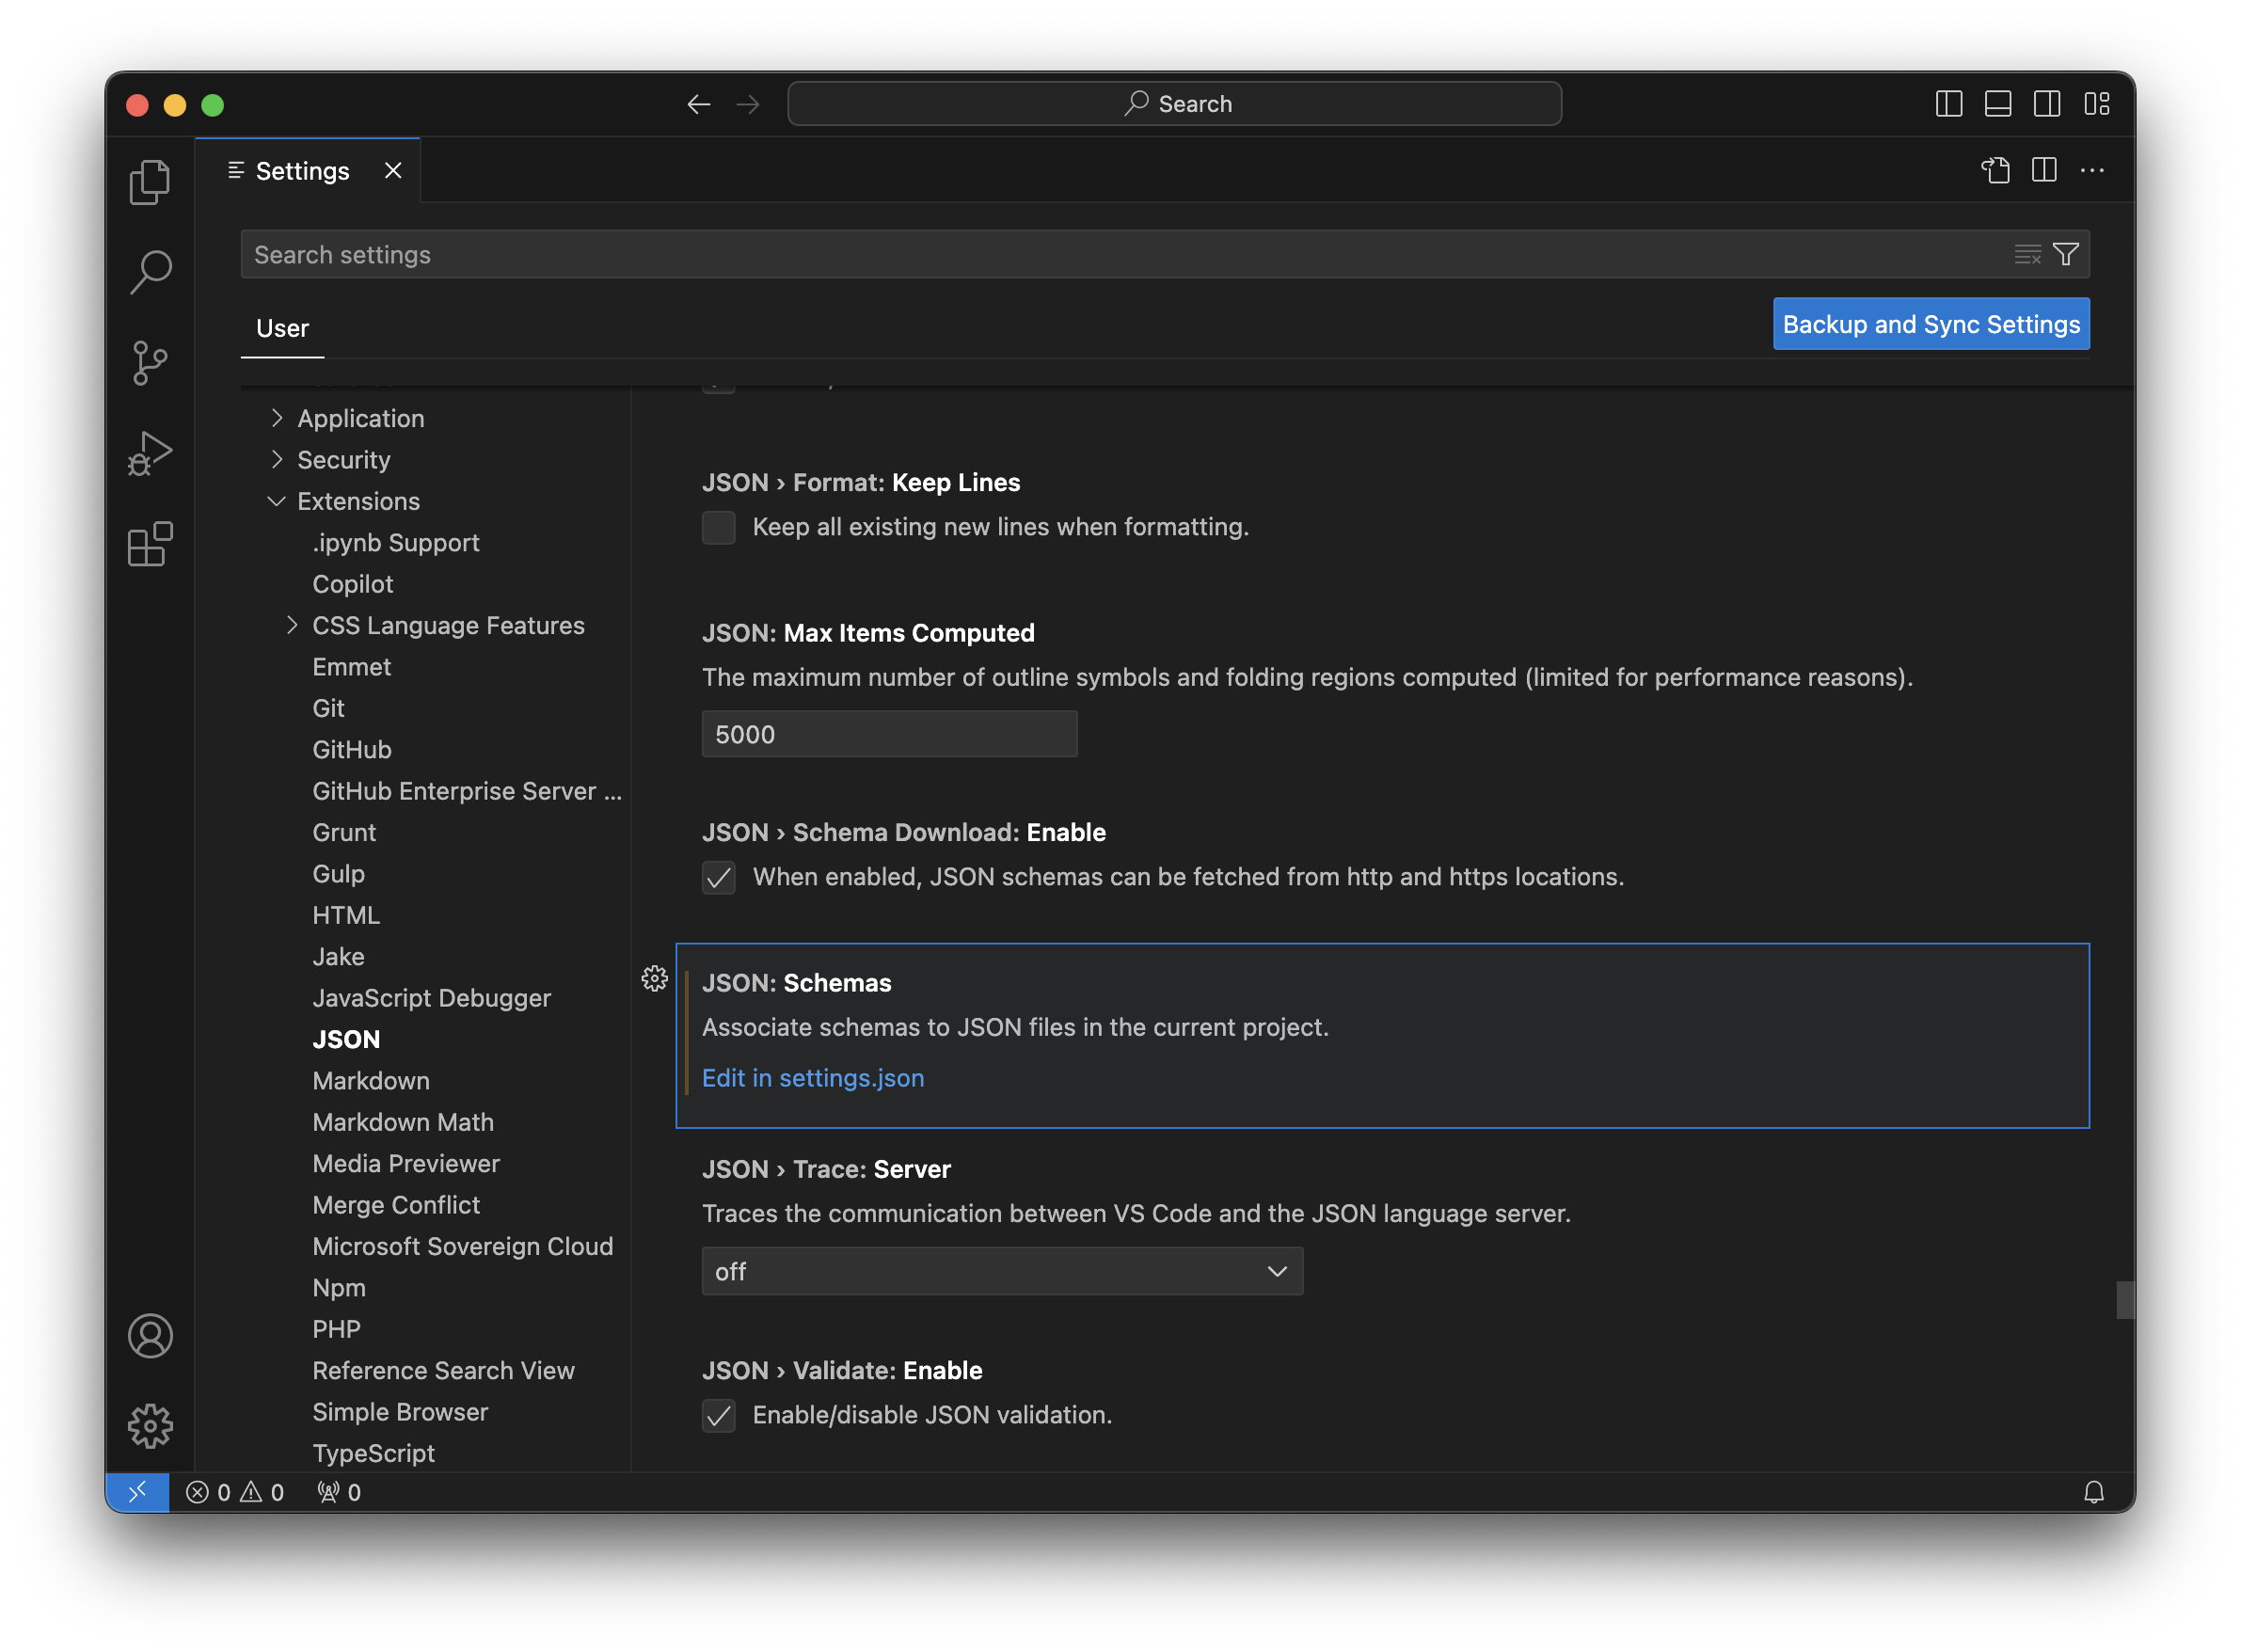 Search
Settings
Search settings
User
Backup and Sync Settings
Application
Security
Extensions
.ipynb Support
Copilot
CSS Language Features
Emmet
Git
GitHub
GitHub Enterprise Server ...
Grunt
Gulp
HTML
Jake
JavaScript Debugger
JSON
Markdown
Markdown Math
Media Previewer
Merge Conflict
Microsoft Sovereign Cloud
Npm
PHP
Reference Search View
Simple Browser
TypeScript
JSON › Format: Keep Lines
Keep all existing new lines when formatting.
JSON: Max Items Computed
The maximum number of outline symbols and folding regions computed (limited for performance reasons).
5000
JSON › Schema Download: Enable
When enabled, JSON schemas can be fetched from http and https locations.
JSON: Schemas
Associate schemas to JSON files in the current project.
Edit in settings.json
JSON › Trace: Server
Traces the communication between VS Code and the JSON language server.
off
JSON › Validate: Enable
Enable/disable JSON validation.
0 0 0